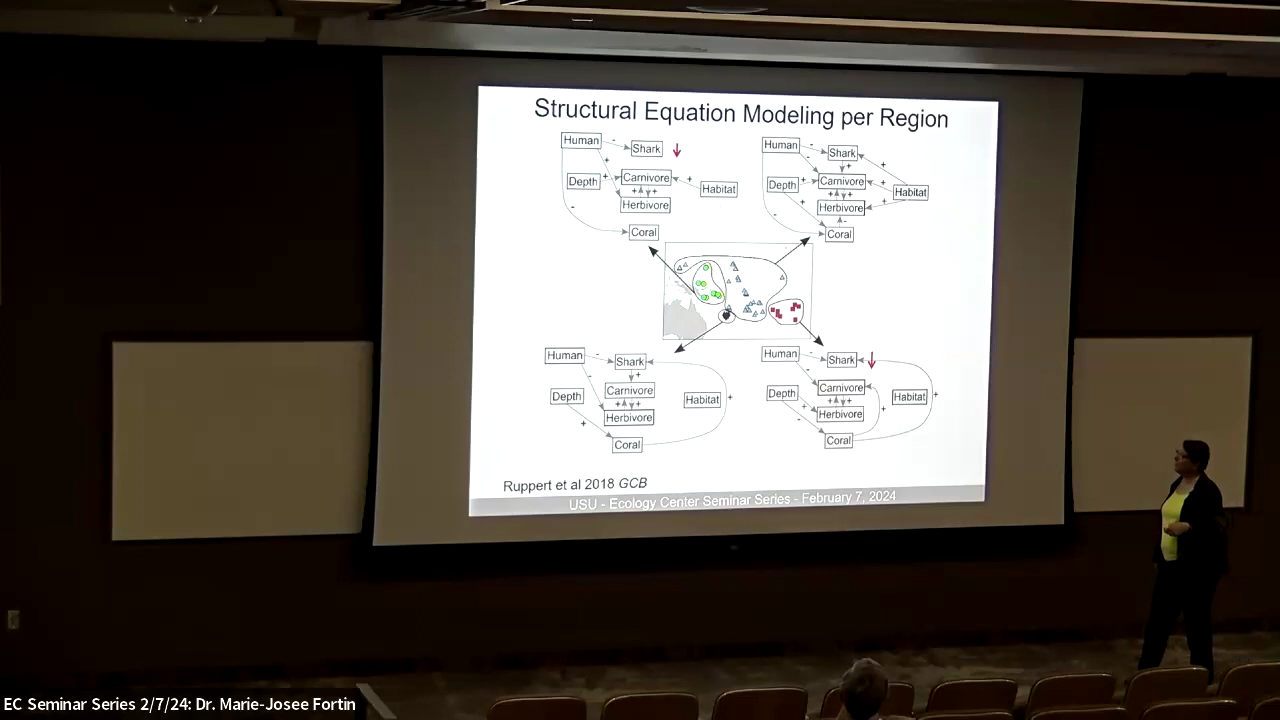 Structural Equation Modeling per Region
Human
-
Shark
+
Depth
+
Carnivore
+
Habitat
+
+
Herbivore
-
Coral
Human
-
Shark
-
+
+
Depth
+
Carnivore
+
Habitat
+
+
+
+
Herbivore
-
-
Coral
Human
-
Shark
-
+
Carnivore
Depth
+
+
Habitat
+
Herbivore
+
Coral
Human
-
Shark
-
Carnivore
Depth
+
+
+
Habitat
+
+
Herbivore
-
Coral
Ruppert et al 2018 GCB
USU - Ecology Center Seminar Series - February 7, 2024
EC Seminar Series 2/7/24: Dr. Marie-Josee Fortin